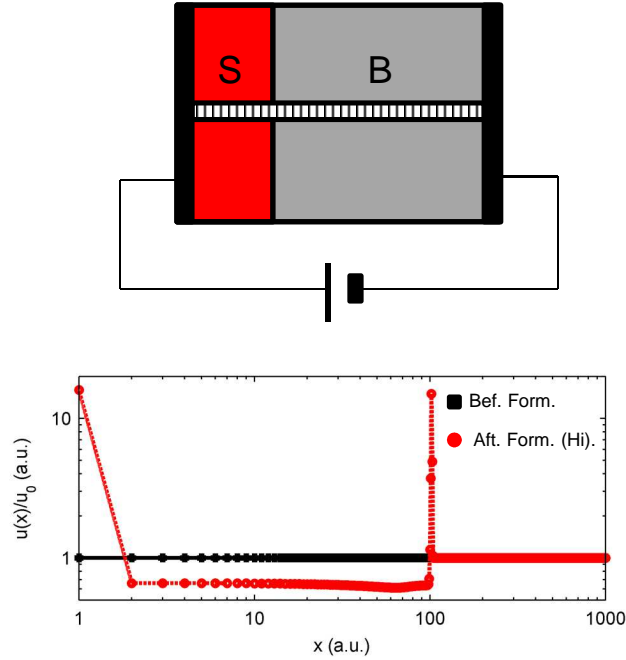 S B
10
1
u(x)/u0 (a.u.)
Bef. Form.
Aft. Form. (Hi).
1 10 100 1000
x (a.u.)